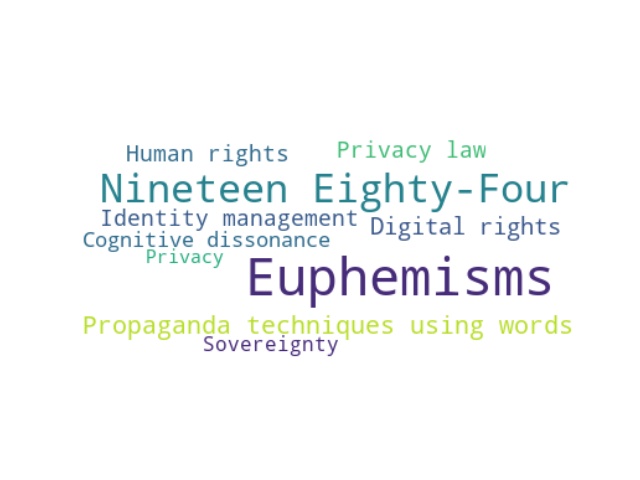 Human rights
Privacy law
Nineteen Eighty-Four
Identity management
Digital rights
Cognitive dissonance
Privacy
Euphemisms
Propaganda techniques using words
Sovereignty